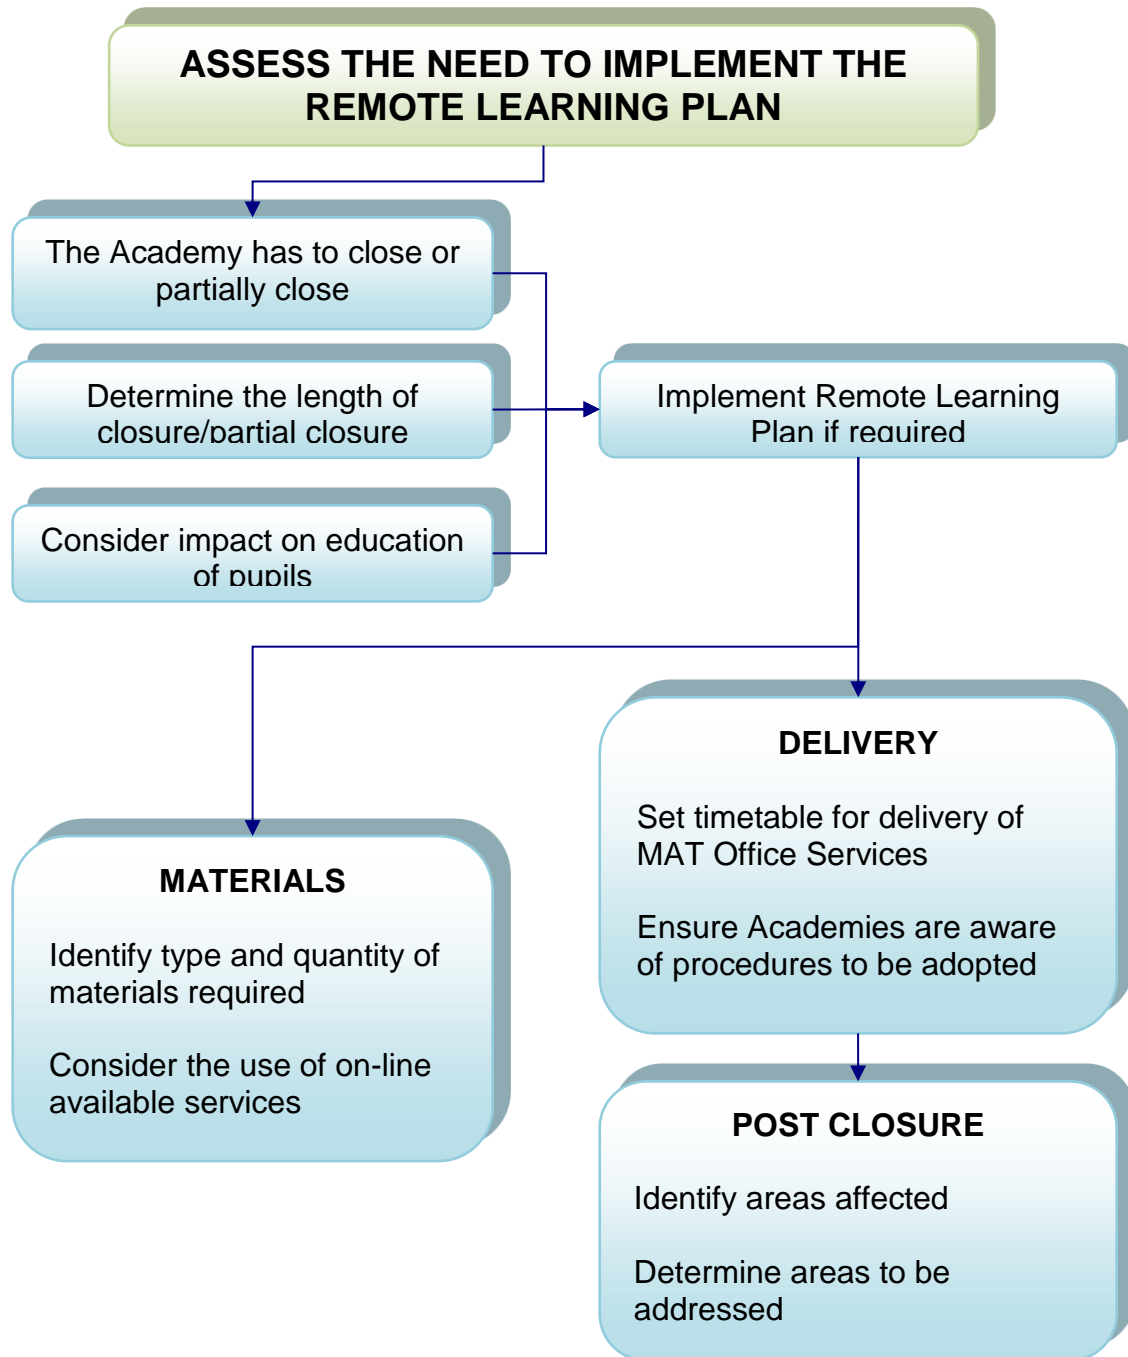 ASSESS THE NEED TO IMPLEMENT THE
REMOTE LEARNING PLAN
The Academy has to close or
partially close
Determine the length of
closure/partial closure
Implement Remote Learning
Plan if required
Consider impact on education
of pupils
DELIVERY
Set timetable for delivery of
MAT Office Services
Ensure Academies are aware
of procedures to be adopted
MATERIALS
Identify type and quantity of
materials required
Consider the use of on-line
available services
POST CLOSURE
Identify areas affected
Determine areas to be
addressed